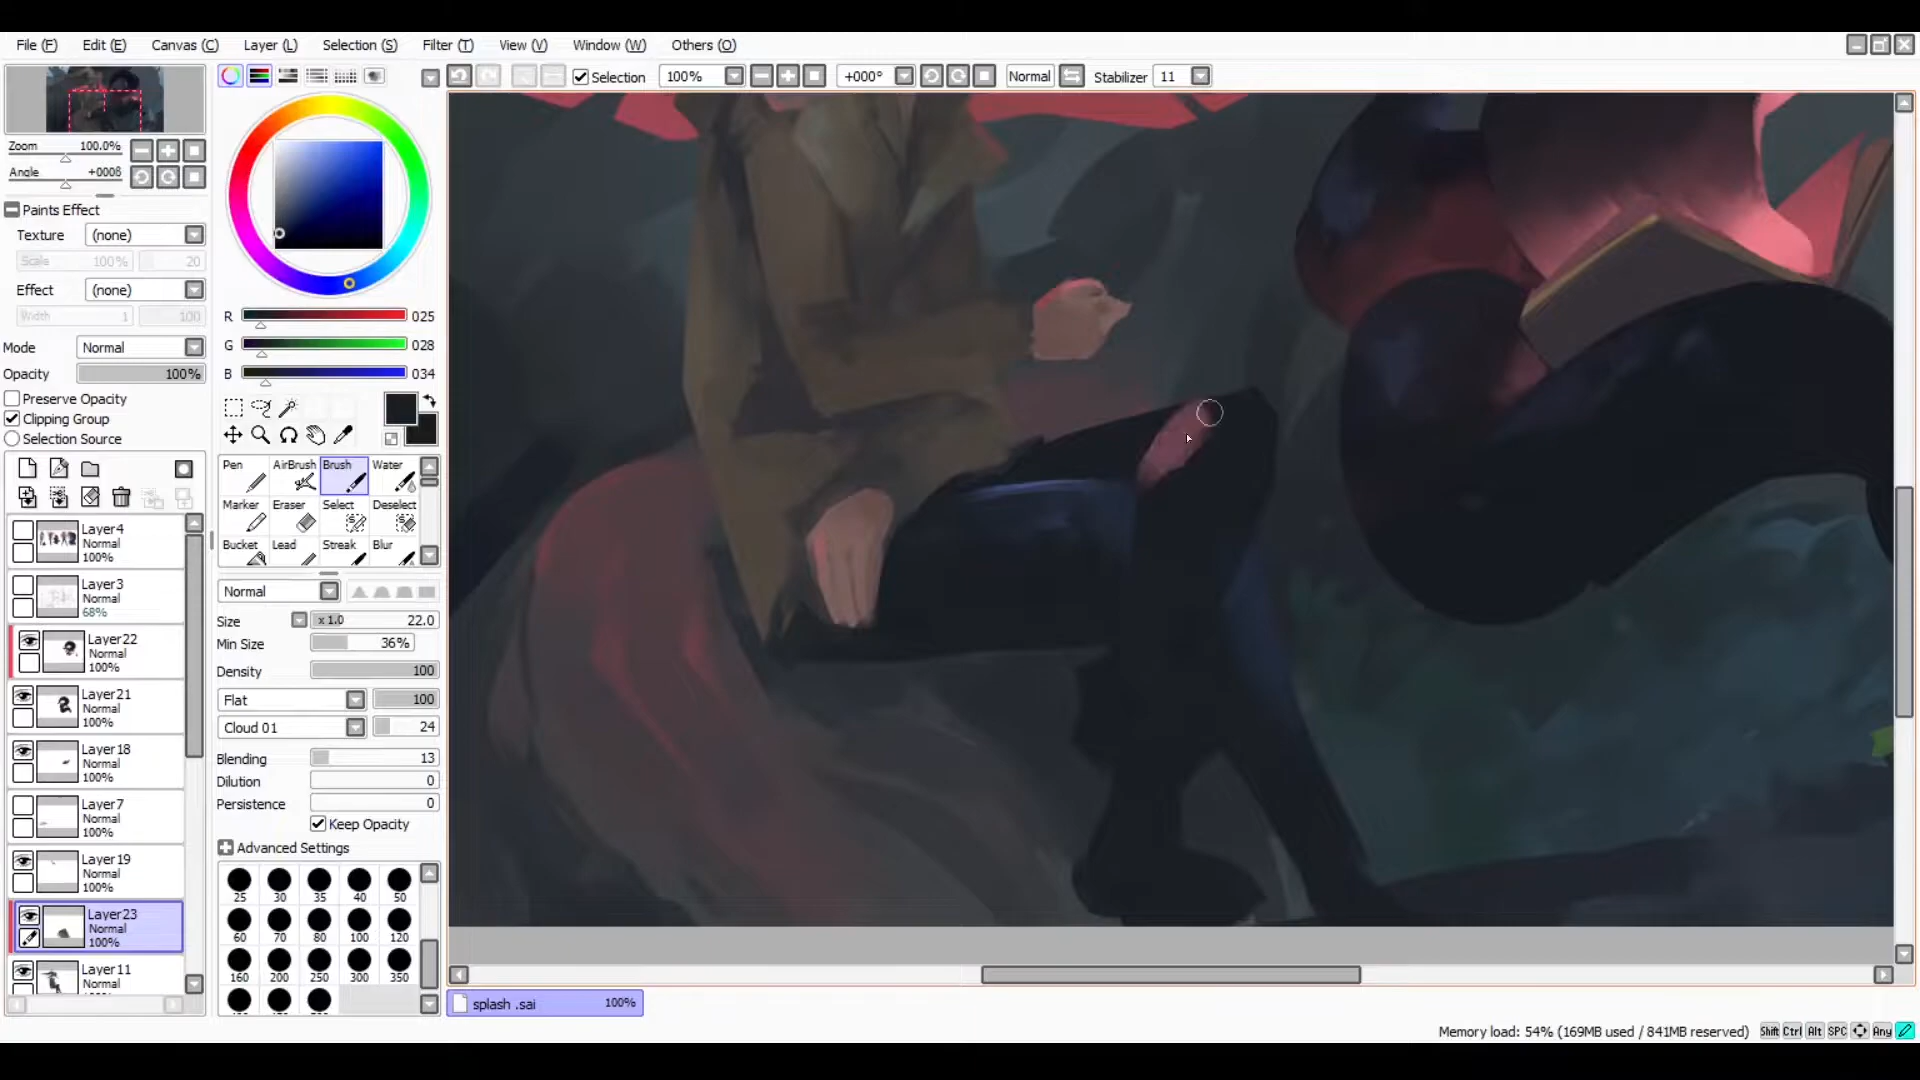 File (F) Edit (E) Canvas (C) Layer (L) Selection (S) Filter (T) View (V) Window (W) Others (O)
Selection 100% +000° Normal Stabilizer 11
Zoom 100.0%
Angle +000ß
Paints Effect
Texture (none)
Scale 100% 20
Effect (none)
Width 1 100
Mode Normal
Opacity 100%
Preserve Opacity
Clipping Group
Selection Source
Layer4
Normal
100%
Layer3
Normal
68%
Layer22
Normal
100%
Layer21
Normal
100%
Layer18
Normal
100%
Layer7
Normal
100%
Layer19
Normal
100%
Layer23
Normal
100%
Layer11
Normal
R 025
G 028
B 034
Pen AirBrush Brush Water
Marker Eraser Select Deselect
Bucket Lead Streak Blur
Normal
Size x 1.0 22.0
Min Size 36%
Density 100
Flat 100
Cloud 01 24
Blending 13
Dilution 0
Persistence 0
Keep Opacity
Advanced Settings
25 30 35 40 50
60 70 80 100 120
160 200 250 300 350
splash .sai 100%
Memory load: 54% (169MB used / 841MB reserved) Shift Ctrl Alt SPC Any